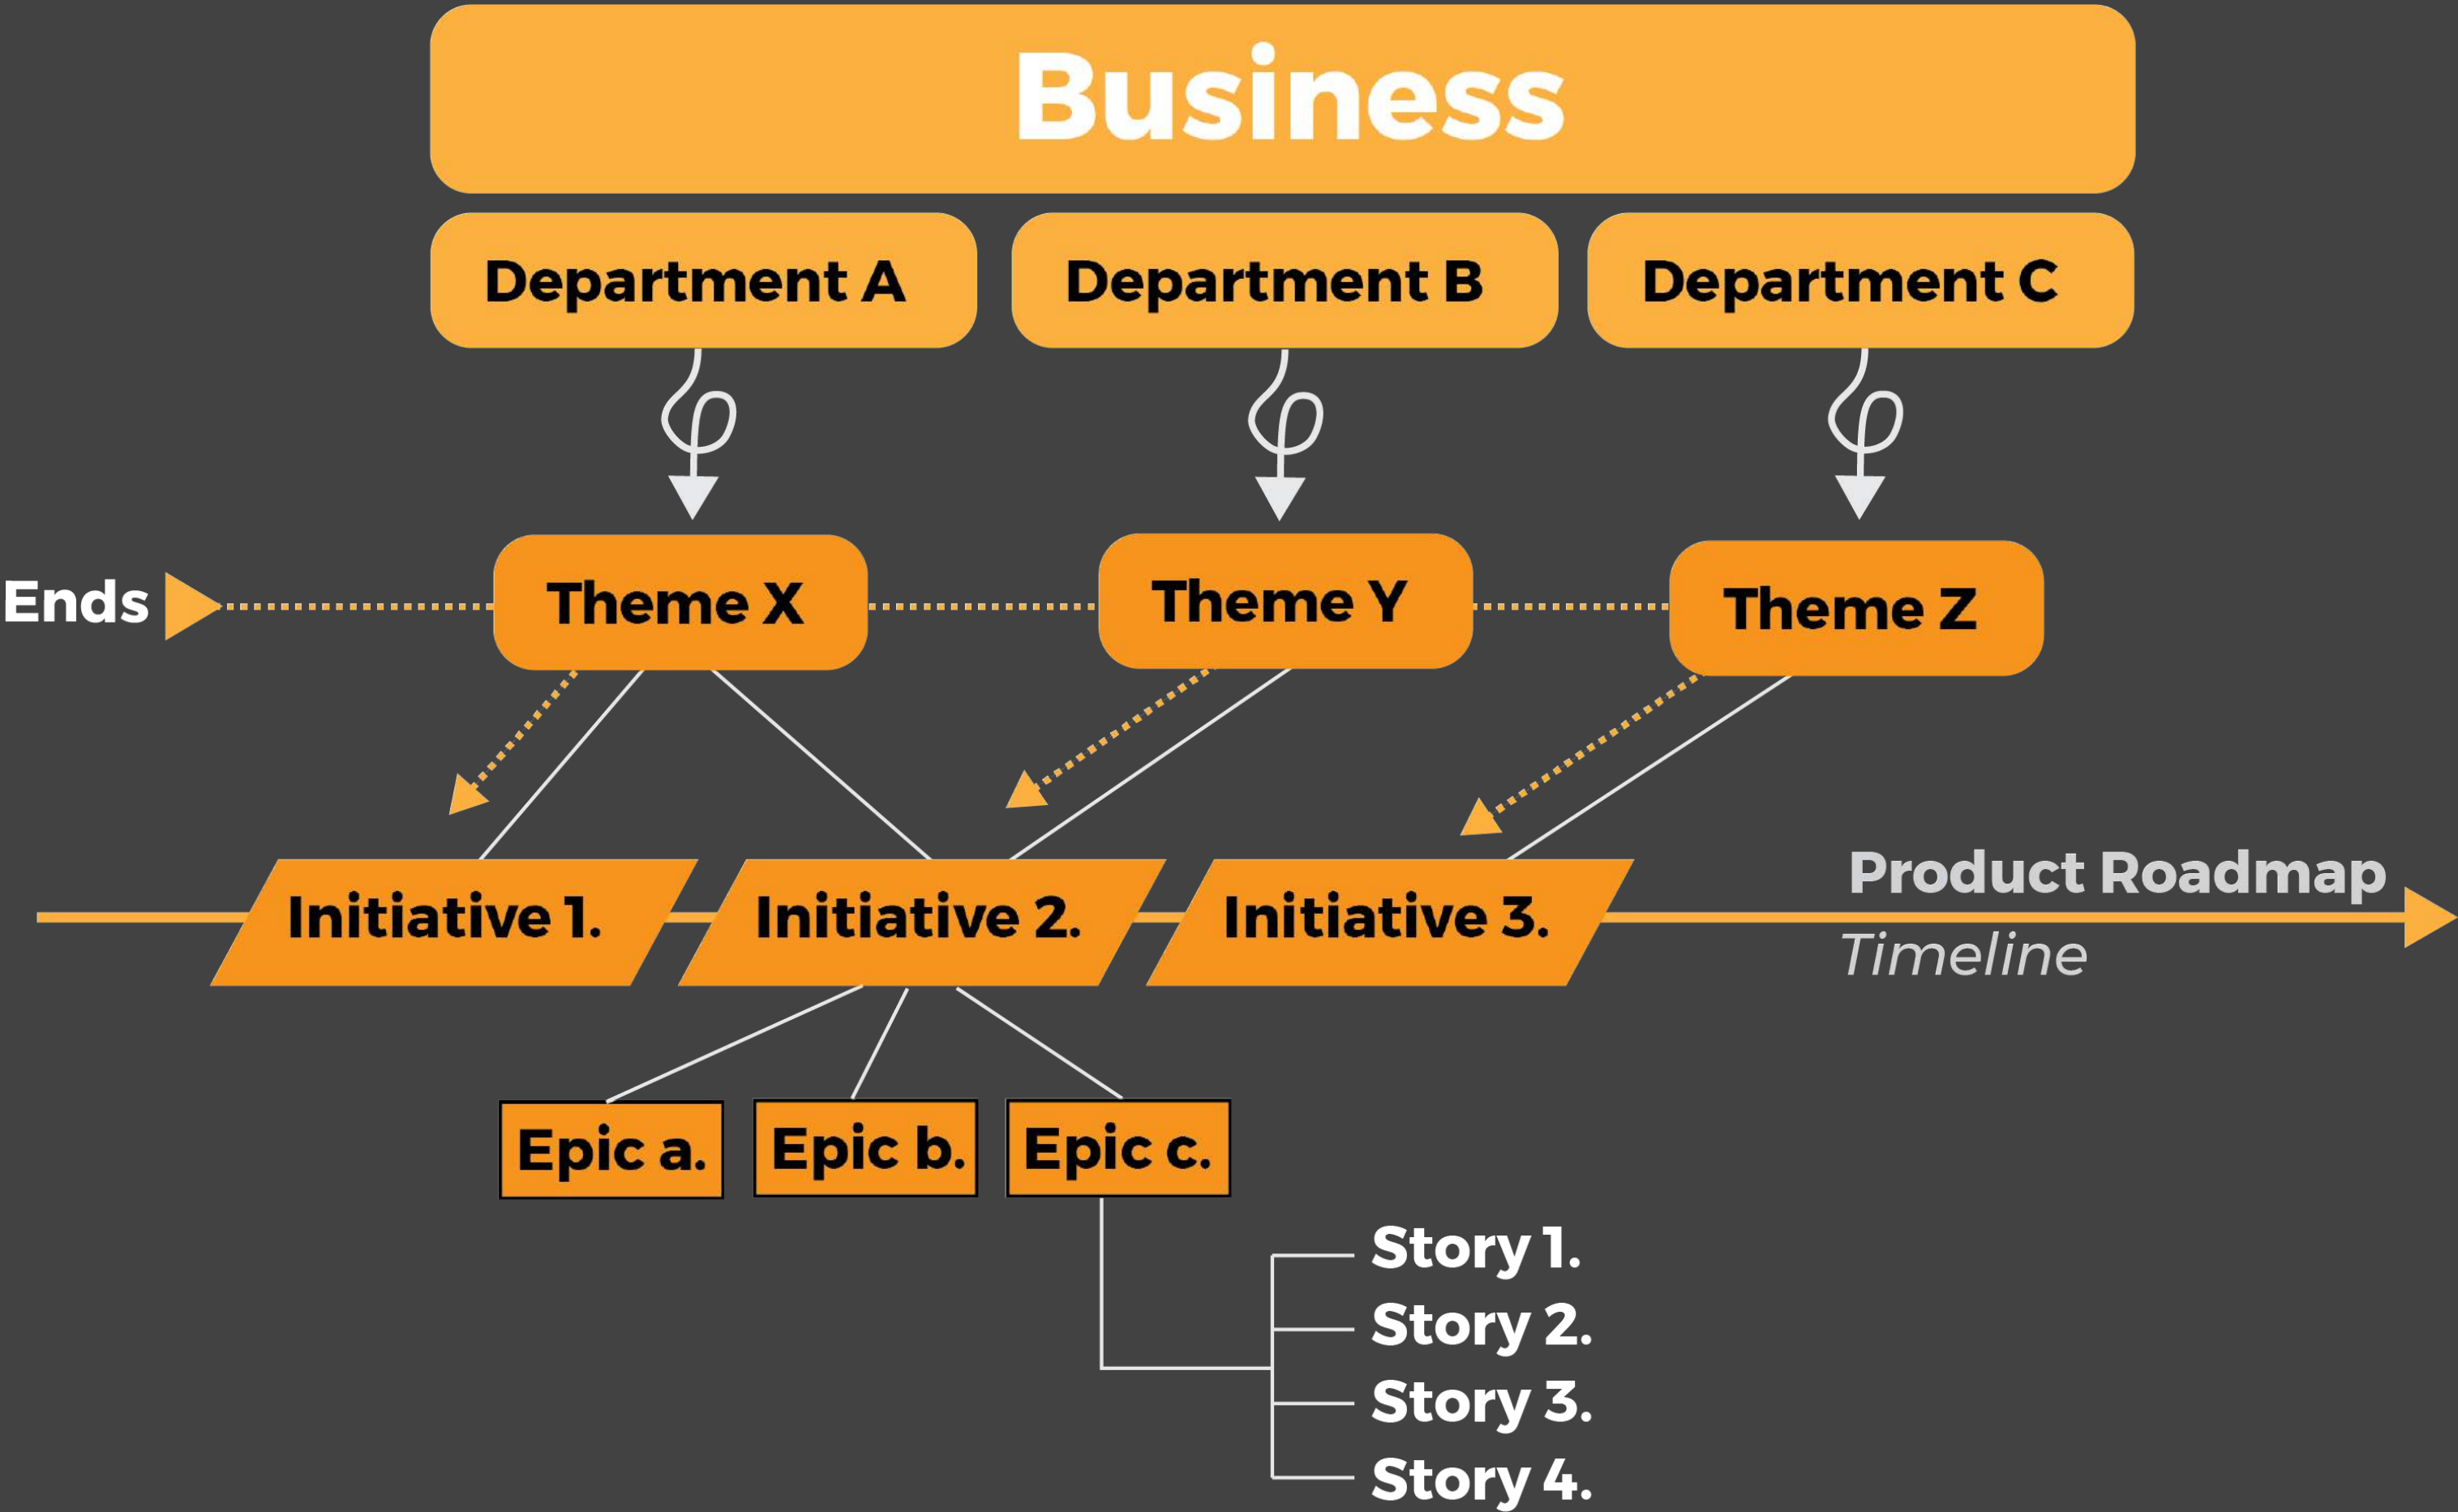 Business
Department A
Department B
Department C
Ends
Theme X
Theme Y
Theme Z
Initiative 1.
Initiative 2.
Initiative 3.
Product Roadmap
Timeline
Epic a.
Epic b.
Epic c.
Story 1.
Story 2.
Story 3.
Story 4.